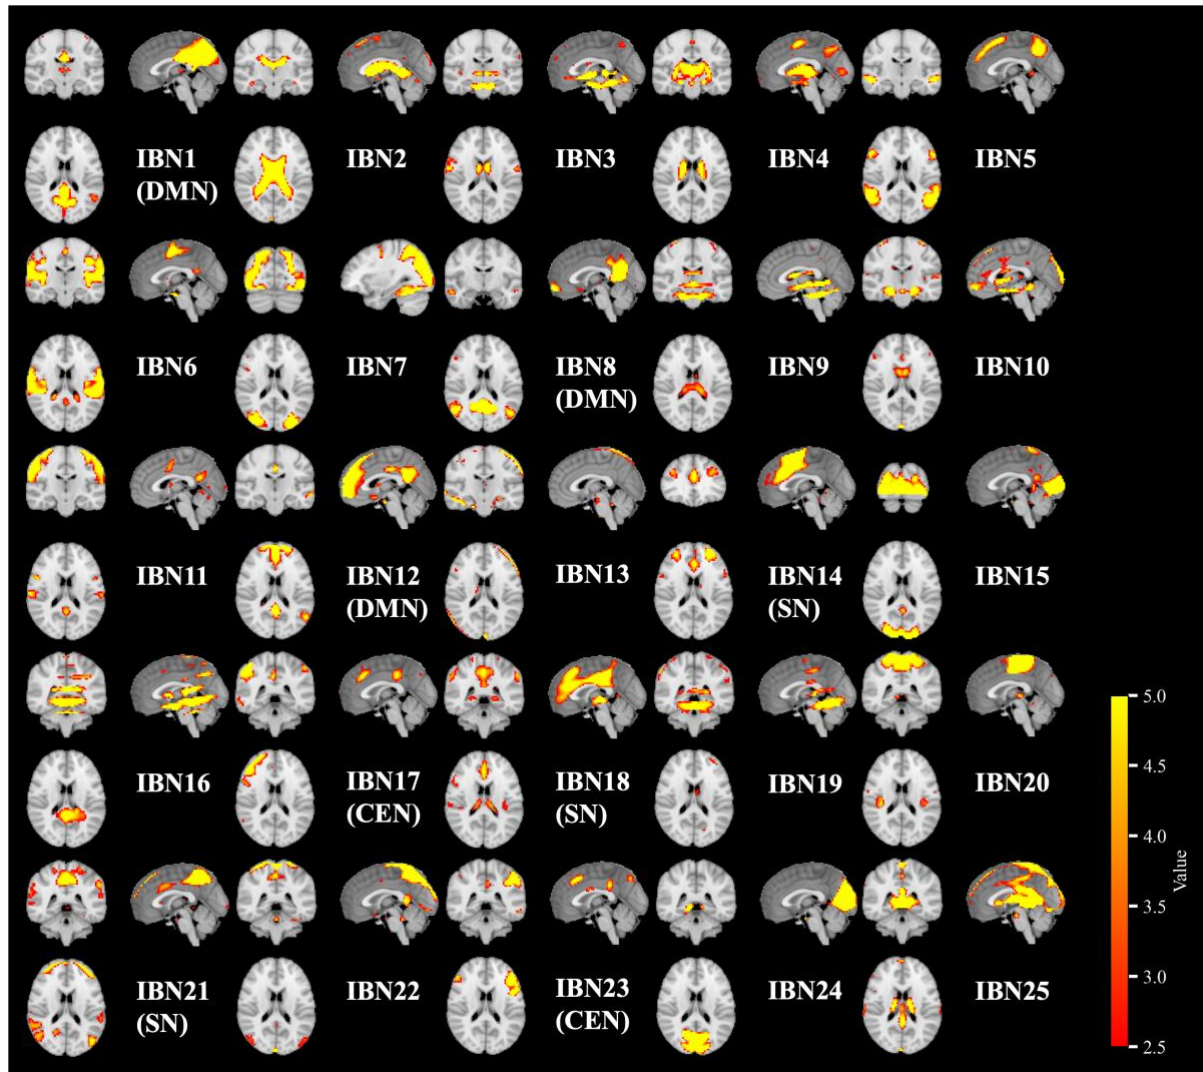 IBN1
(DMN)
IBN2
IBN3
IBN4
IBN5
IBN6
IBN7
IBN8
(DMN)
IBN9
IBN10
IBN11
IBN12
(DMN)
IBN13
IBN14
(SN)
IBN15
IBN16
IBN17
(CEN)
IBN18
(SN)
IBN19
IBN20
IBN21
(SN)
IBN22
IBN23
(CEN)
IBN24
IBN25
5.0
4.5
4.0
3.5
3.0
2.5
Value